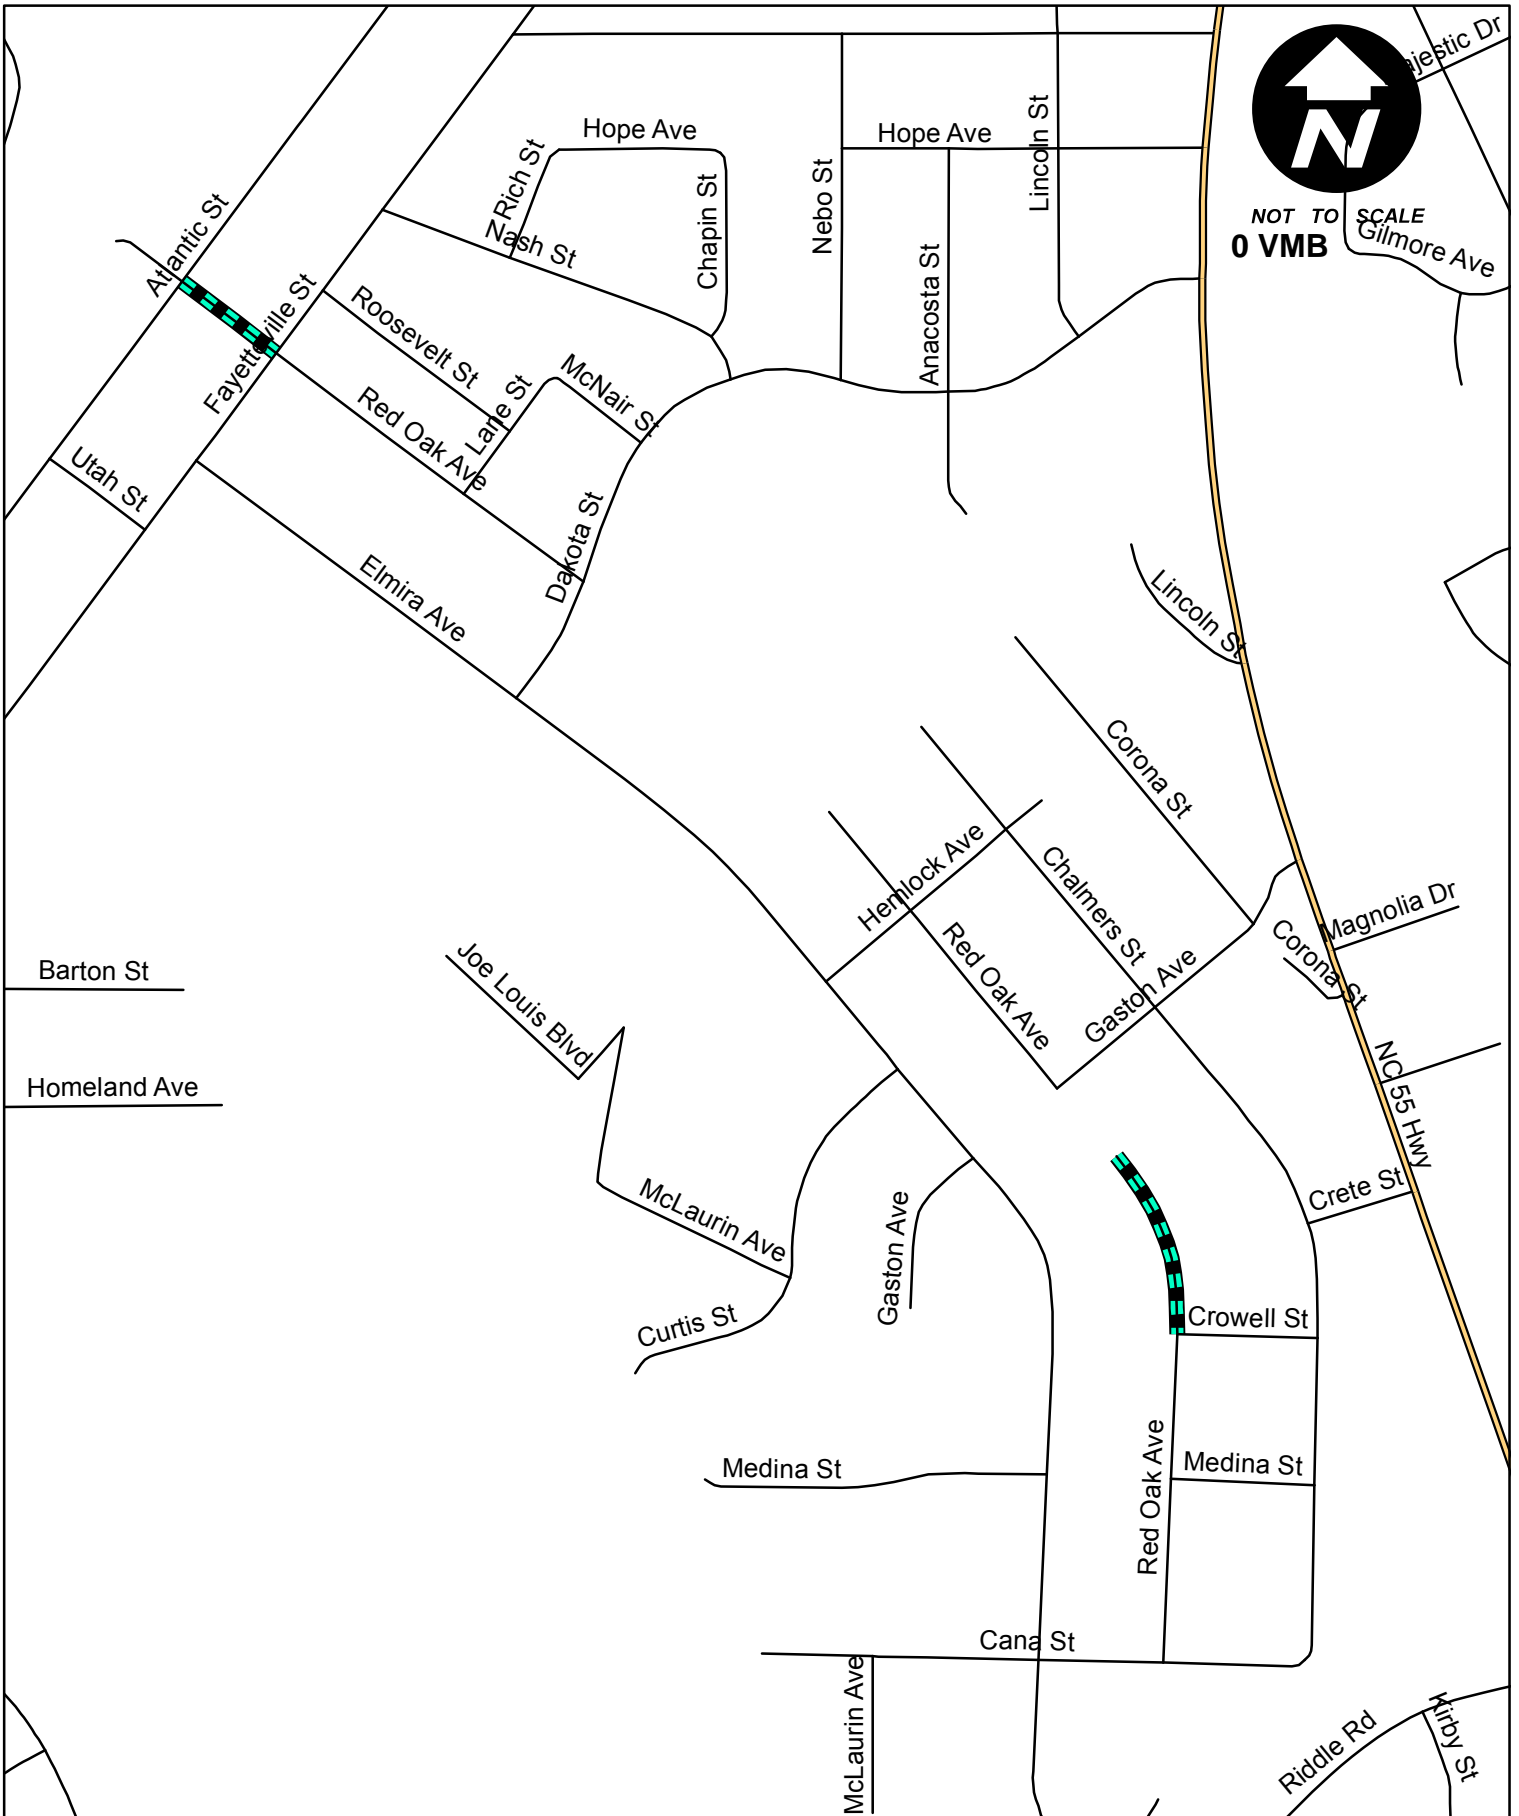 ajestic Dr
Hope Ave
Hope Ave
Lincoln St
N Rich St
Chapin St
Nebo St
N
NOT TO SCALE
0 VMB
Gilmore Ave
Atlantic St
Nash St
Anacosta St
Fayetteville St
Roosevelt St
McNair St
Lane St
Red Oak Ave
Utah St
Dakota St
Elmira Ave
Lincoln St
Corona St
Hemlock Ave
Chalmers St
Magnolia Dr
Red Oak Ave
Gaston Ave
Corona St
Barton St
Joe Louis Blvd
Homeland Ave
NC 55 Hwy
McLaurin Ave
Gaston Ave
Crete St
Curtis St
Crowell St
Medina St
Red Oak Ave
Medina St
Cana St
McLaurin Ave
Riddle Rd
Kirby St